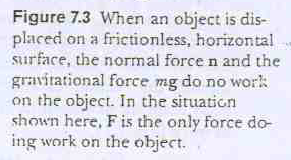 Figure 7.3 When an object is dis-
placed on a frictionless, horizontal
surface, the normal force n and the
gravitational force mg do no work
on the object. In the situation
shown here, F is the only force do-
ing work on the object.